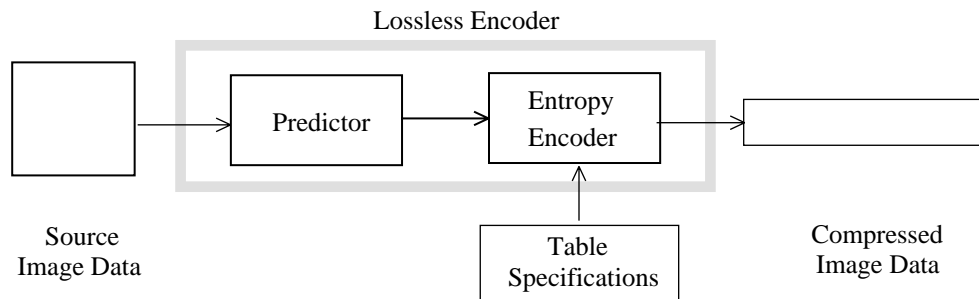 Lossless Encoder
Predictor
Entropy
Encoder
Source
Image Data
Table
Specifications
Compressed
Image Data